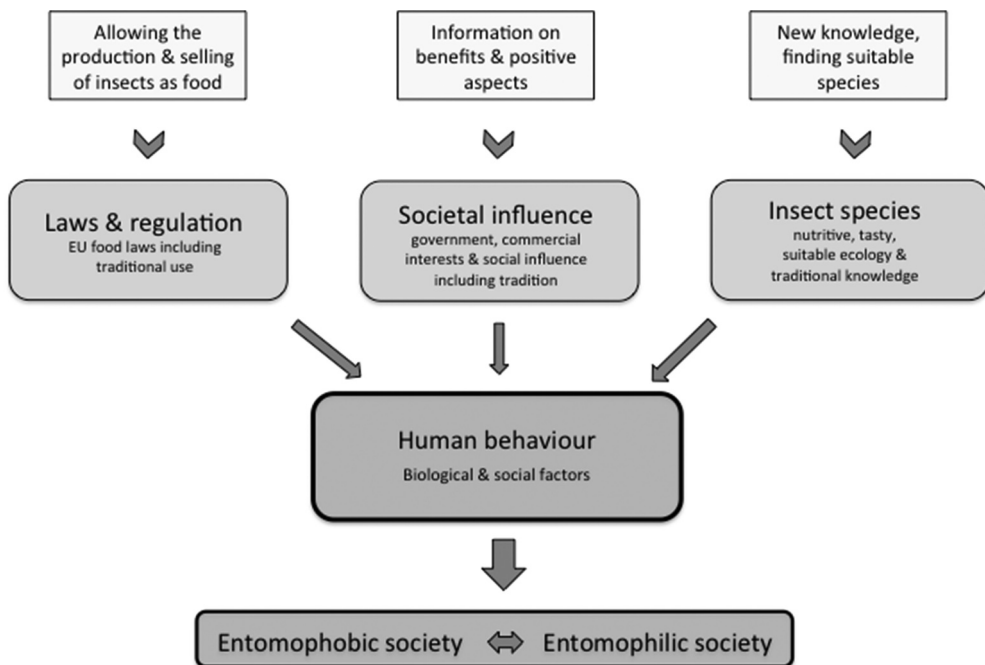 Allowing the
production & selling
of insects as food
Information on
benefits & positive
aspects
New knowledge,
finding suitable
species
Laws & regulation
EU food laws including
traditional use
Societal influence
government, commercial
interests & social influence
including tradition
Insect species
nutritive, tasty,
suitable ecology &
traditional knowledge
Human behaviour
Biological & social factors
Entomophobic society
Entomophilic society